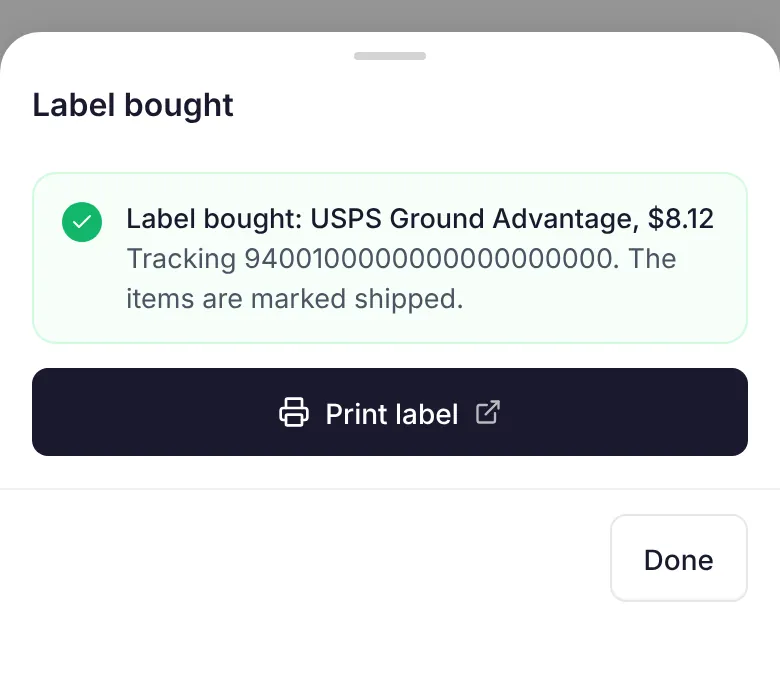 Label bought
Label bought: USPS Ground Advantage, $8.12
Tracking 9400100000000000000000. The
items are marked shipped.
Print label
Done